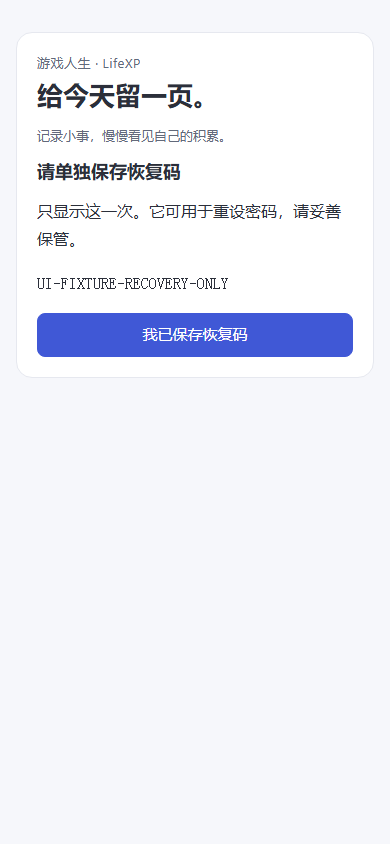 游戏人生 · LifeXP
给今天留一页。
记录小事，慢慢看见自己的积累。
请单独保存恢复码
只显示这一次。它可用于重设密码，请妥善
保管。
UI-FIXTURE-RECOVERY-ONLY
我已保存恢复码